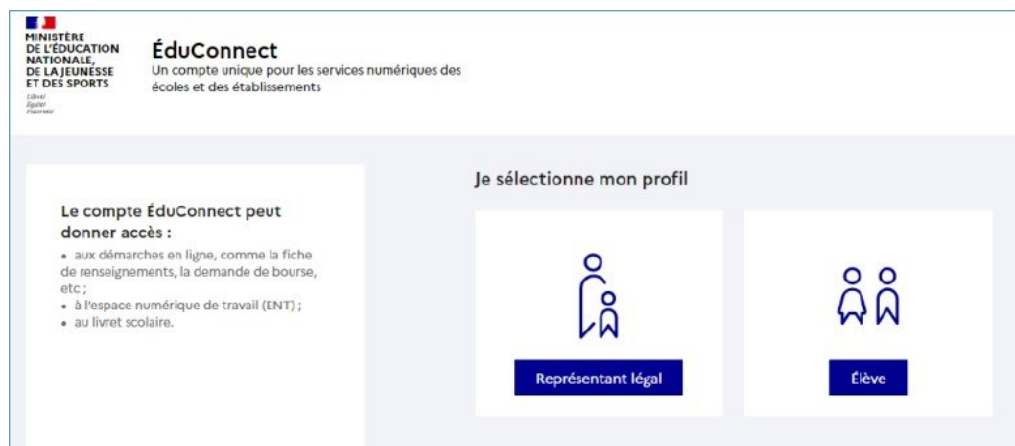 MINISTÈRE
DE L'ÉDUCATION
NATIONALE,
DE LA JEUNESSE
ET DES SPORTS
Liberté
Égalité
Fraternité
ÉduConnect
Un compte unique pour les services numériques des
écoles et des établissements
Le compte ÉduConnect peut
donner accès :
• aux démarches en ligne, comme la fiche
de renseignements, la demande de bourse,
etc ;
• à l'espace numérique de travail (ENT) ;
• au livret scolaire.
Je sélectionne mon profil
Représentant légal
Élève